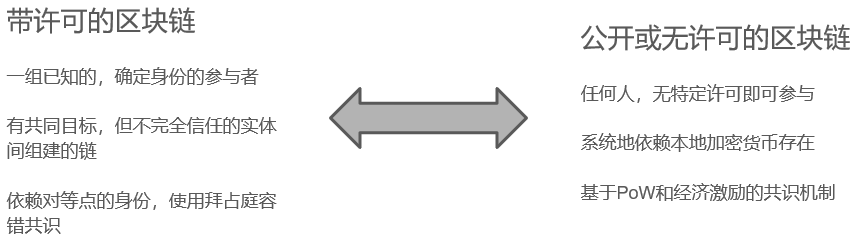 带许可的区块链
一组已知的，确定身份的参与者
有共同目标，但不完全信任的实体
间组建的链
依赖对等点的身份，使用拜占庭容
错共识
公开或无许可的区块链
任何人，无特定许可即可参与
系统地依赖本地加密货币存在
基于PoW和经济激励的共识机制